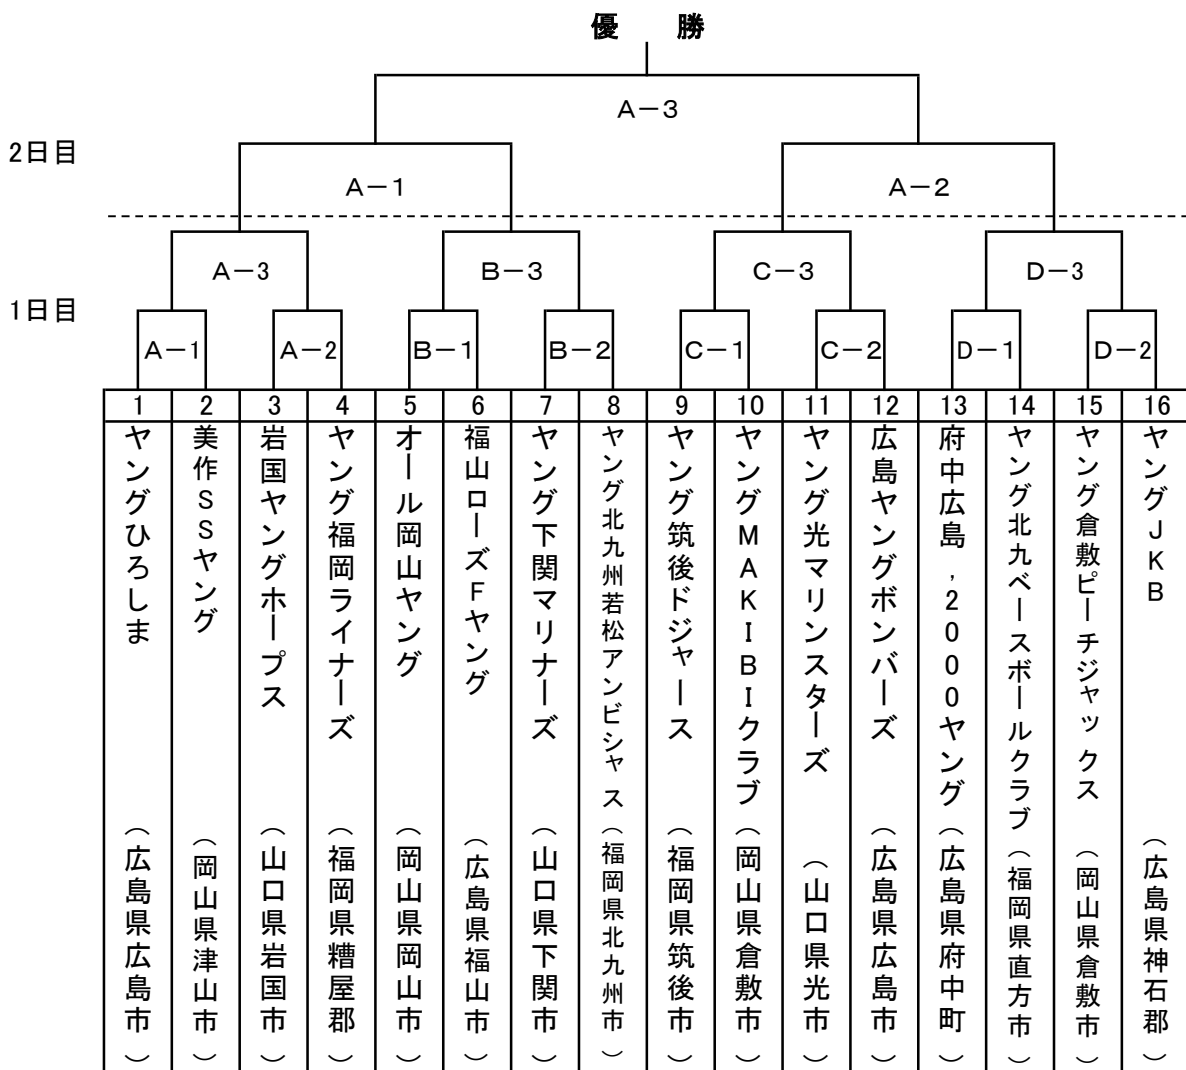 優　勝
A－3
2日目
A－1
A－2
A－3
B－3
C－3
D－3
1日目
A－1
A－2
B－1
B－2
C－1
C－2
D－1
D－2
1
2
3
4
5
6
7
8
9
10
11
12
13
14
15
16
ヤングひろしま（広島県広島市）
美作SSヤング（岡山県津山市）
岩国ヤングホープス（山口県岩国市）
ヤング福岡ライナーズ（福岡県糟屋郡）
オール岡山ヤング（岡山県岡山市）
福山ローズFヤング（広島県福山市）
ヤング下関マリナーズ（山口県下関市）
ヤング北九州若松アンビシャス（福岡県北九州市）
ヤング筑後ドジャース（福岡県筑後市）
ヤングMAKIBIクラブ（岡山県倉敷市）
ヤング光マリンスターズ（山口県光市）
広島ヤングボンバーズ（広島県広島市）
府中広島，2000ヤング（広島県府中町）
ヤング北九ベースボールクラブ（福岡県直方市）
ヤング倉敷ピーチジャックス（岡山県倉敷市）
ヤングJKB（広島県神石郡）